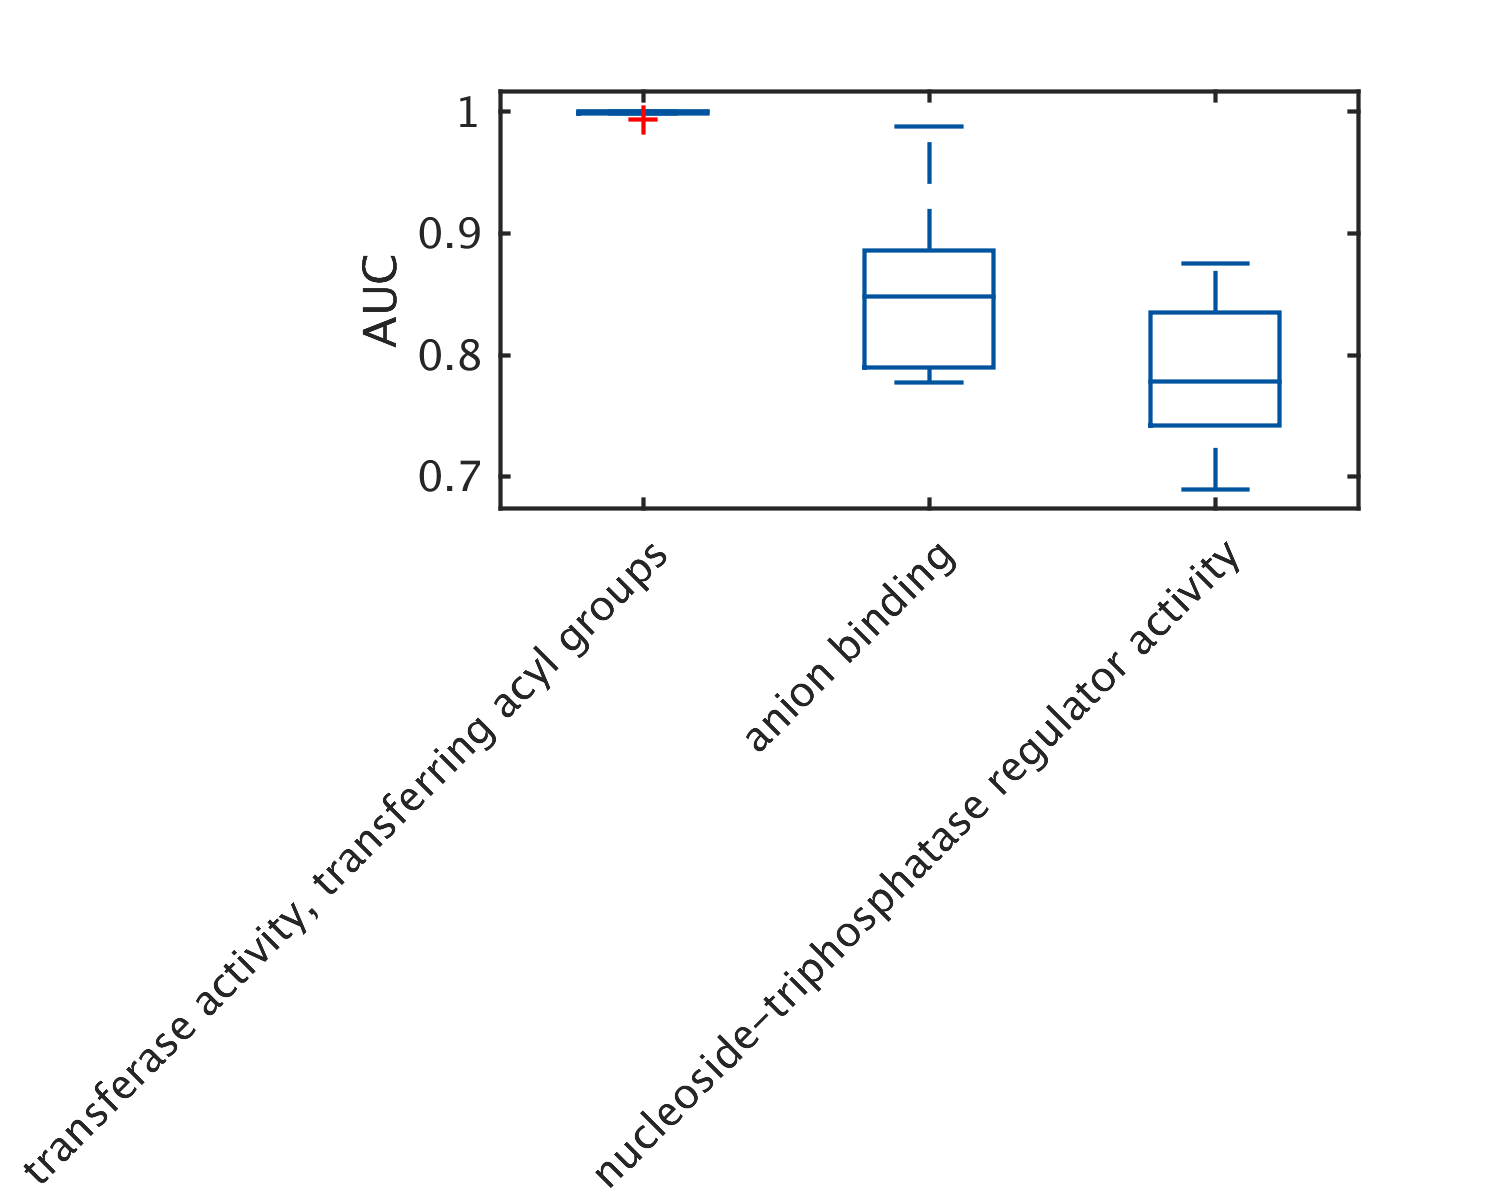 1
0.9
0.8
0.7
AUC
transferase activity, transferring acyl groups
anion binding
nucleoside−triphosphatase regulator activity